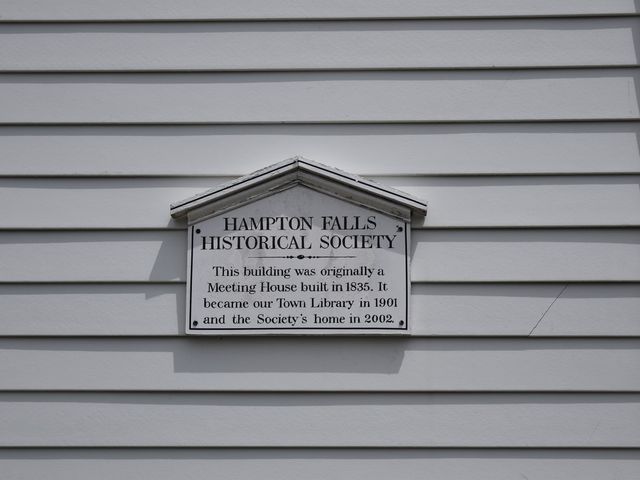 HAMPTON FALLS
HISTORICAL SOCIETY
This building was originally a
Meeting House built in 1835. It
became our Town Library in 1901
and the Society's home in 2002.